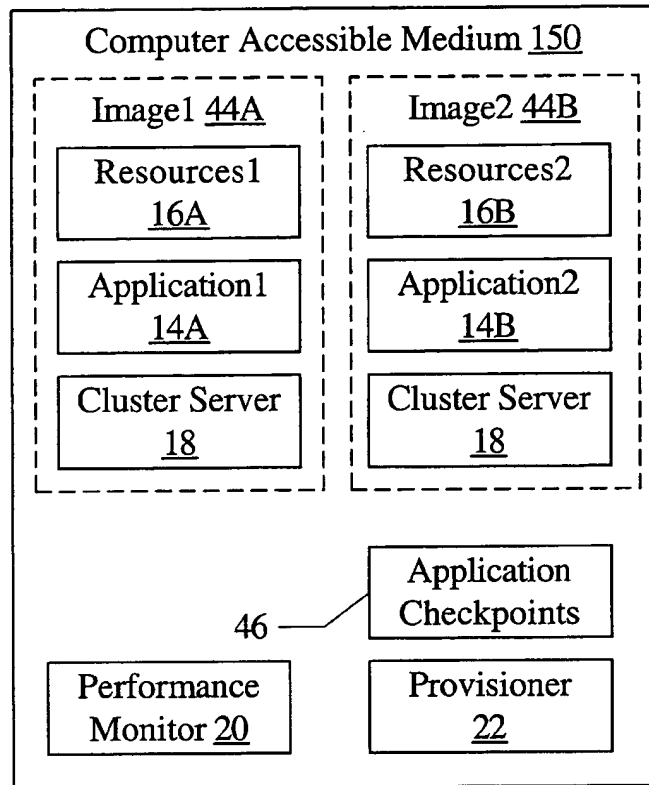 Computer Accessible Medium 150
Image1 44A
Resources1
16A
Application1
14A
Cluster Server
18
Image2 44B
Resources2
16B
Application2
14B
Cluster Server
18
Application
Checkpoints
46
Performance
Monitor 20
Provisioner
22